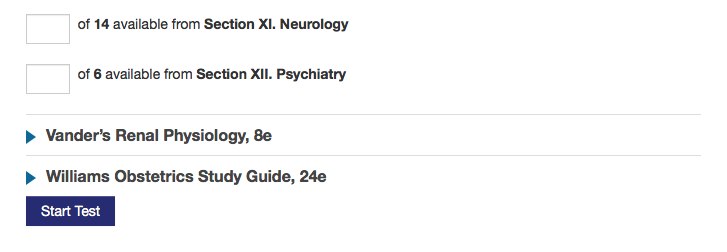 of 14 available from Section XI. Neurology
of 6 available from Section XII. Psychiatry
Vander's Renal Physiology, 8e
Williams Obstetrics Study Guide, 24e
Start Test